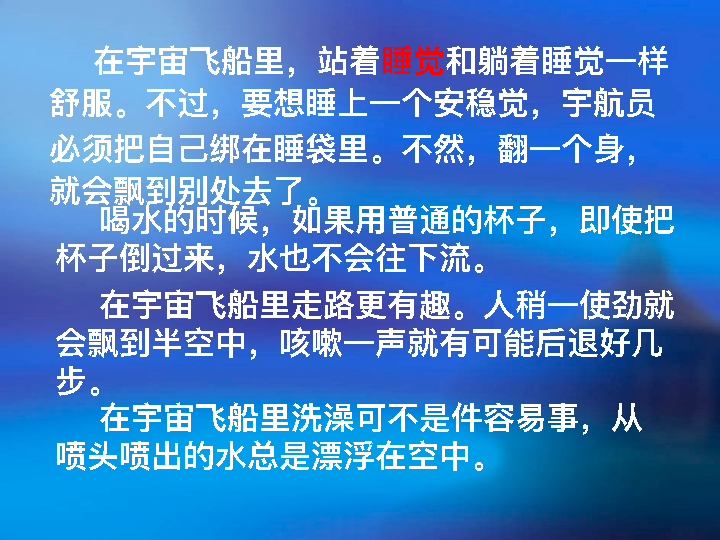 在宇宙飞船里，站着睡觉和躺着睡觉一样
舒服。不过，要想睡上一个安稳觉，宇航员
必须把自己绑在睡袋里。不然，翻一个身，
就会飘到别处去了。
喝水的时候，如果用普通的杯子，即使把
杯子倒过来，水也不会往下流。
在宇宙飞船里走路更有趣。人稍一使劲就
会飘到半空中，咳嗽一声就有可能后退好几
步。
在宇宙飞船里洗澡可不是件容易事，从
喷头喷出的水总是漂浮在空中。